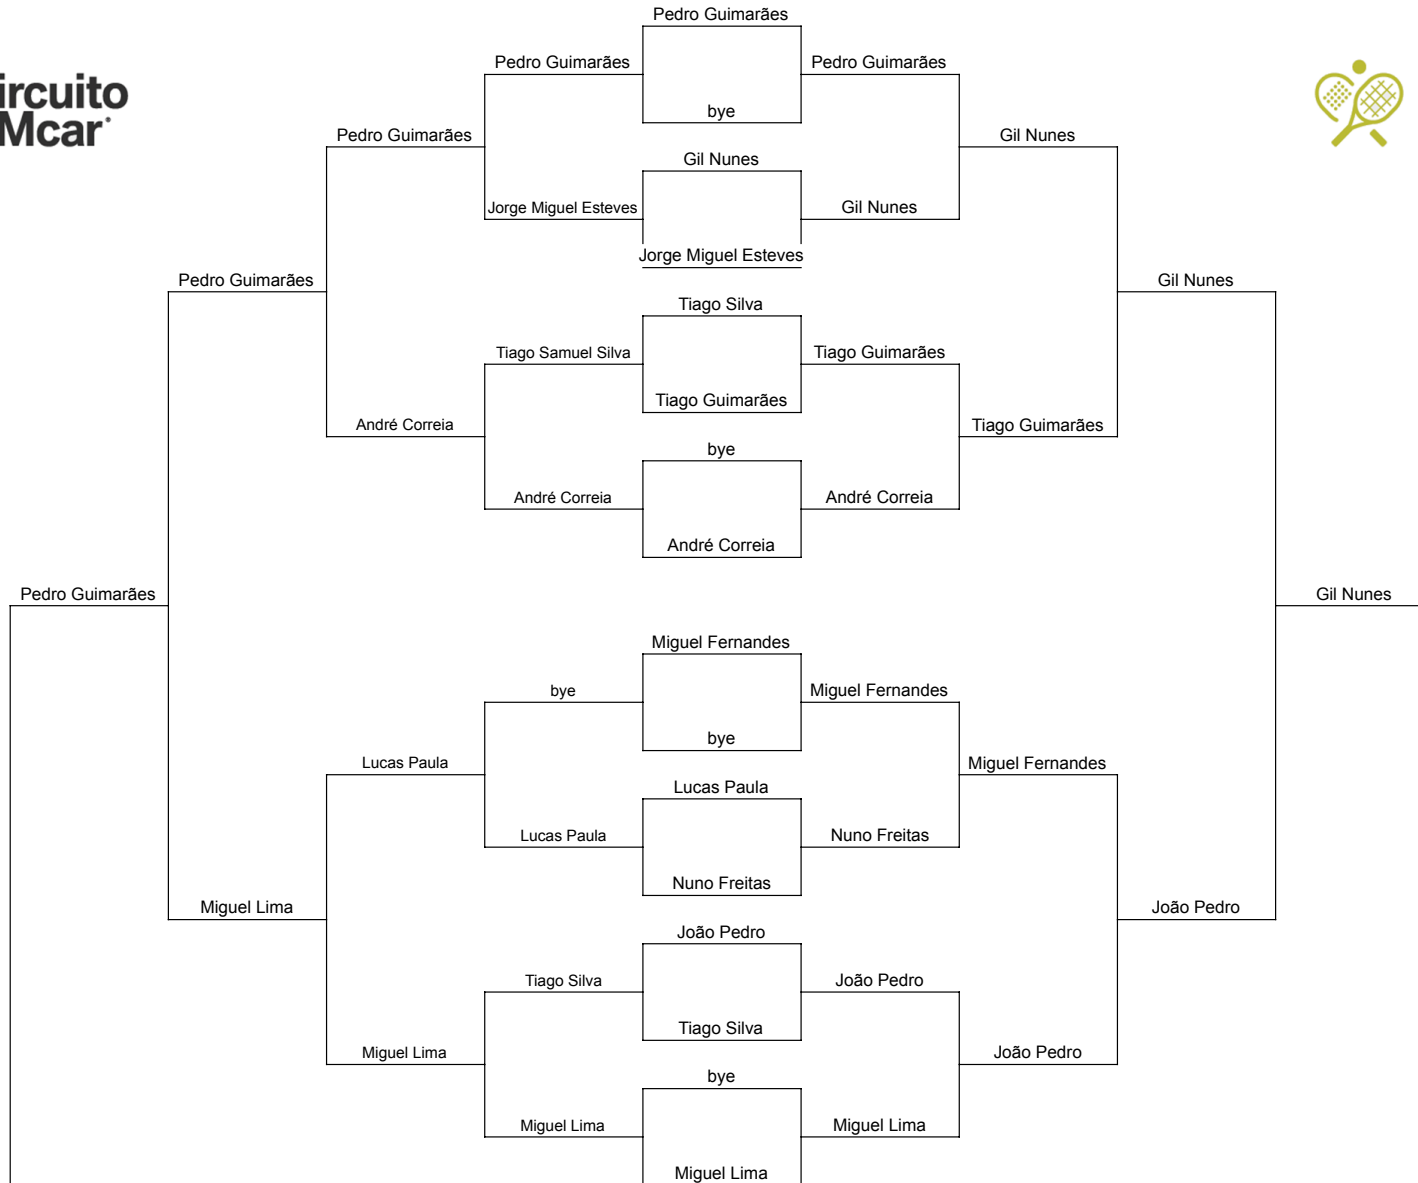 Pedro Guimarães
Pedro Guimarães
Pedro Guimarães
ircuito
Mcar
bye
Pedro Guimarães
Gil Nunes
Gil Nunes
Jorge Miguel Esteves
Gil Nunes
Jorge Miguel Esteves
Pedro Guimarães
Gil Nunes
Tiago Silva
Tiago Samuel Silva
Tiago Guimarães
Tiago Guimarães
André Correia
Tiago Guimarães
bye
André Correia
André Correia
André Correia
Pedro Guimarães
Gil Nunes
Miguel Fernandes
bye
Miguel Fernandes
bye
Lucas Paula
Miguel Fernandes
Lucas Paula
Lucas Paula
Nuno Freitas
Nuno Freitas
Miguel Lima
João Pedro
João Pedro
Tiago Silva
João Pedro
Tiago Silva
Miguel Lima
João Pedro
bye
Miguel Lima
Miguel Lima
Miguel Lima